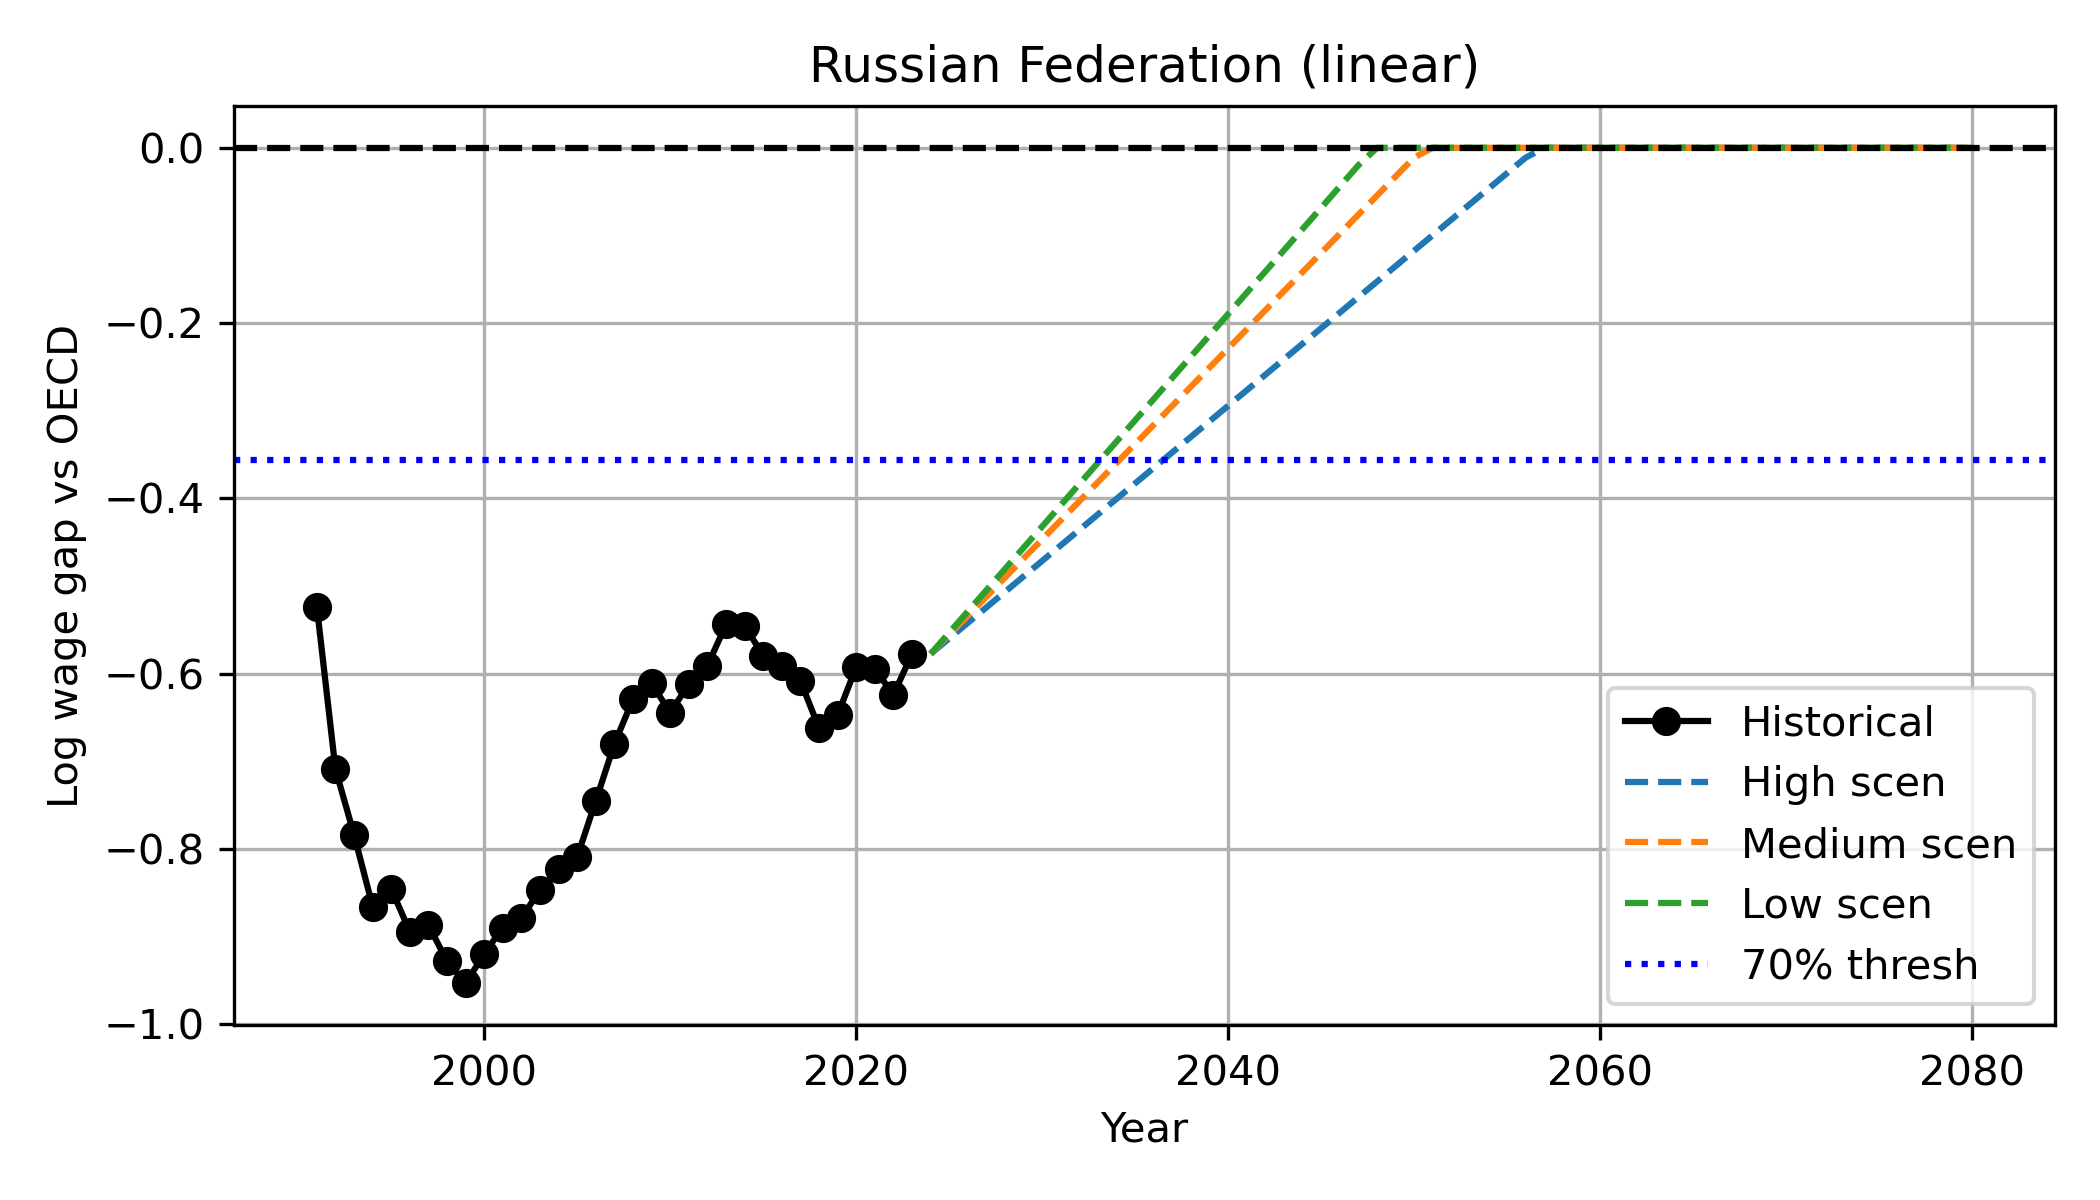 Russian Federation (linear)
Log wage gap vs OECD
0.0
−0.2
−0.4
−0.6
−0.8
−1.0
Historical
High scen
Medium scen
Low scen
70% thresh
2000
2020
2040
2060
2080
Year